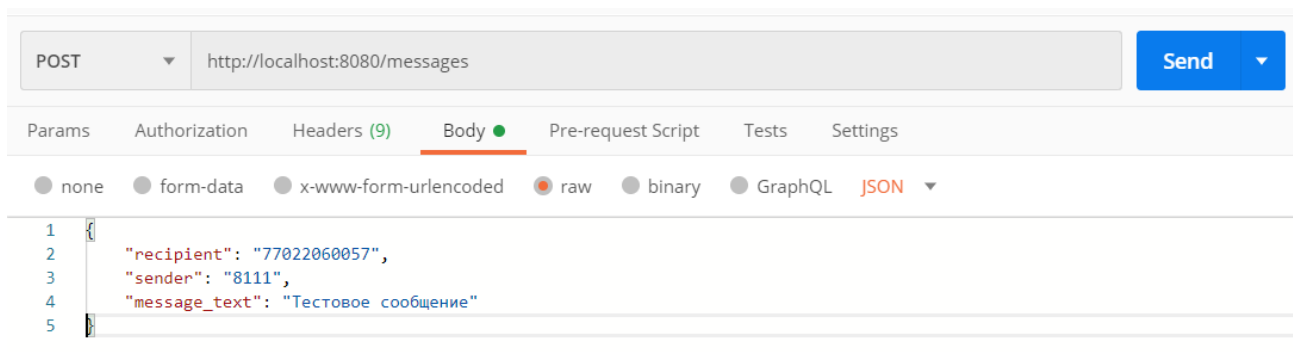 POST http://localhost:8080/messages Send
Params Authorization Headers (9) Body Pre-request Script Tests Settings
none form-data x-www-form-urlencoded raw binary GraphQL JSON
1 {
2 "recipient": "77022060057",
3 "sender": "8111",
4 "message_text": "Тестовое сообщение"
5 }